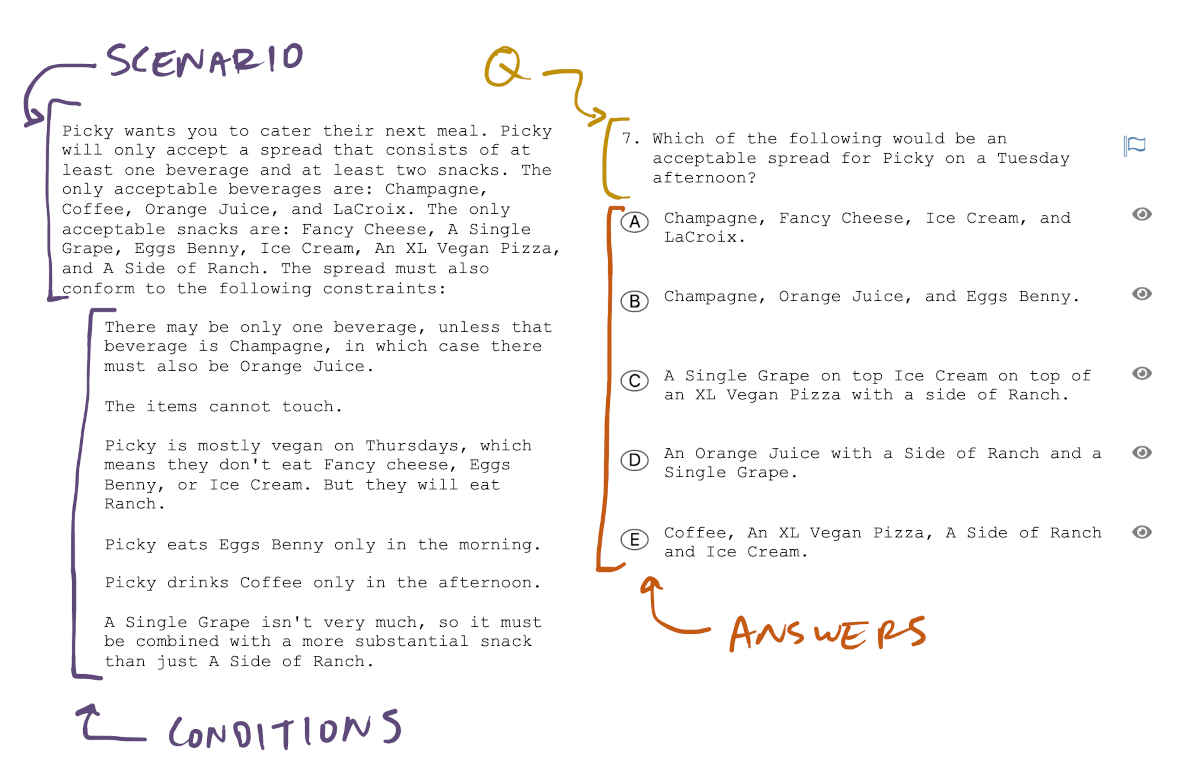 SCENARIO
Picky wants you to cater their next meal. Picky
will only accept a spread that consists of at
least one beverage and at least two snacks. The
only acceptable beverages are: Champagne,
Coffee, Orange Juice, and LaCroix. The only
acceptable snacks are: Fancy Cheese, A Single
Grape, Eggs Benny, Ice Cream, An XL Vegan Pizza,
and A Side of Ranch. The spread must also
conform to the following constraints:
There may be only one beverage, unless that
beverage is Champagne, in which case there
must also be Orange Juice.
The items cannot touch.
Picky is mostly vegan on Thursdays, which
means they don't eat Fancy cheese, Eggs
Benny, or Ice Cream. But they will eat
Ranch.
Picky eats Eggs Benny only in the morning.
Picky drinks Coffee only in the afternoon.
A Single Grape isn't very much, so it must
be combined with a more substantial snack
than just A Side of Ranch.
CONDITIONS
Q
7. Which of the following would be an
acceptable spread for Picky on a Tuesday
afternoon?
A Champagne, Fancy Cheese, Ice Cream, and
LaCroix.
B Champagne, Orange Juice, and Eggs Benny.
C A Single Grape on top Ice Cream on top of
an XL Vegan Pizza with a side of Ranch.
D An Orange Juice with a Side of Ranch and a
Single Grape.
E Coffee, An XL Vegan Pizza, A Side of Ranch
and Ice Cream.
ANSWERS